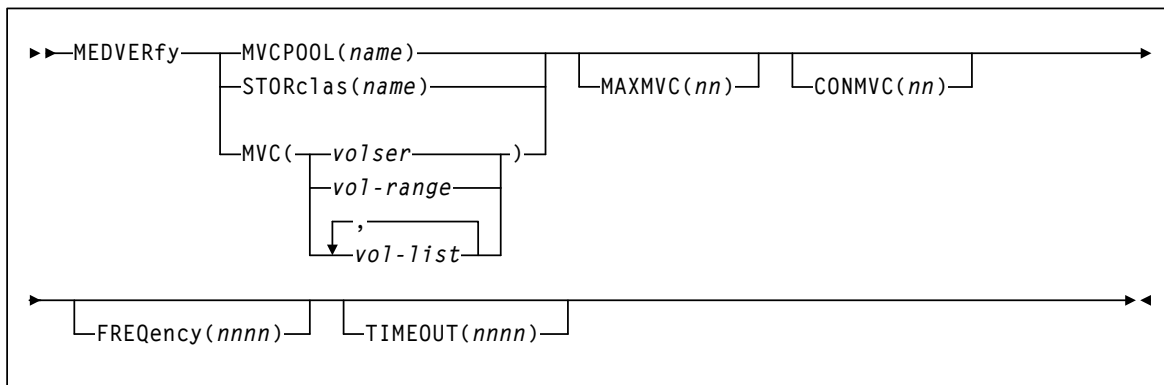 MEDVERfy MVCPOOL(name)
STORclas(name) MAXMVC(nn) CONMVC(nn)
MVC( volser )
vol-range
,
vol-list
FREQency(nnnn) TIMEOUT(nnnn)